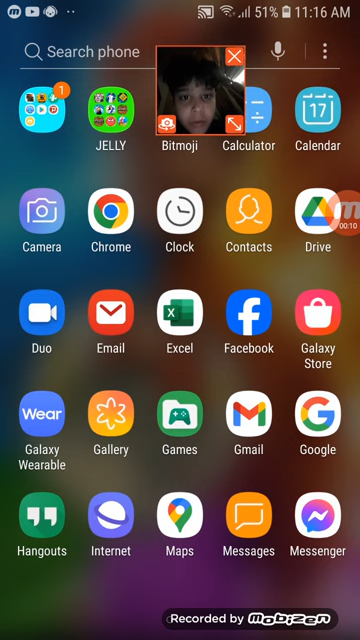 51% 11:16 AM
Search phone
1
JELLY
Bitmoji
Calculator
17
Calendar
Camera
Chrome
Clock
Contacts
Drive
00:10
Duo
Email
Excel
Facebook
Galaxy
Store
Wear
Galaxy
Wearable
Gallery
Games
Gmail
Google
Hangouts
Internet
Maps
Messages
Messenger
Recorded by Mobizen